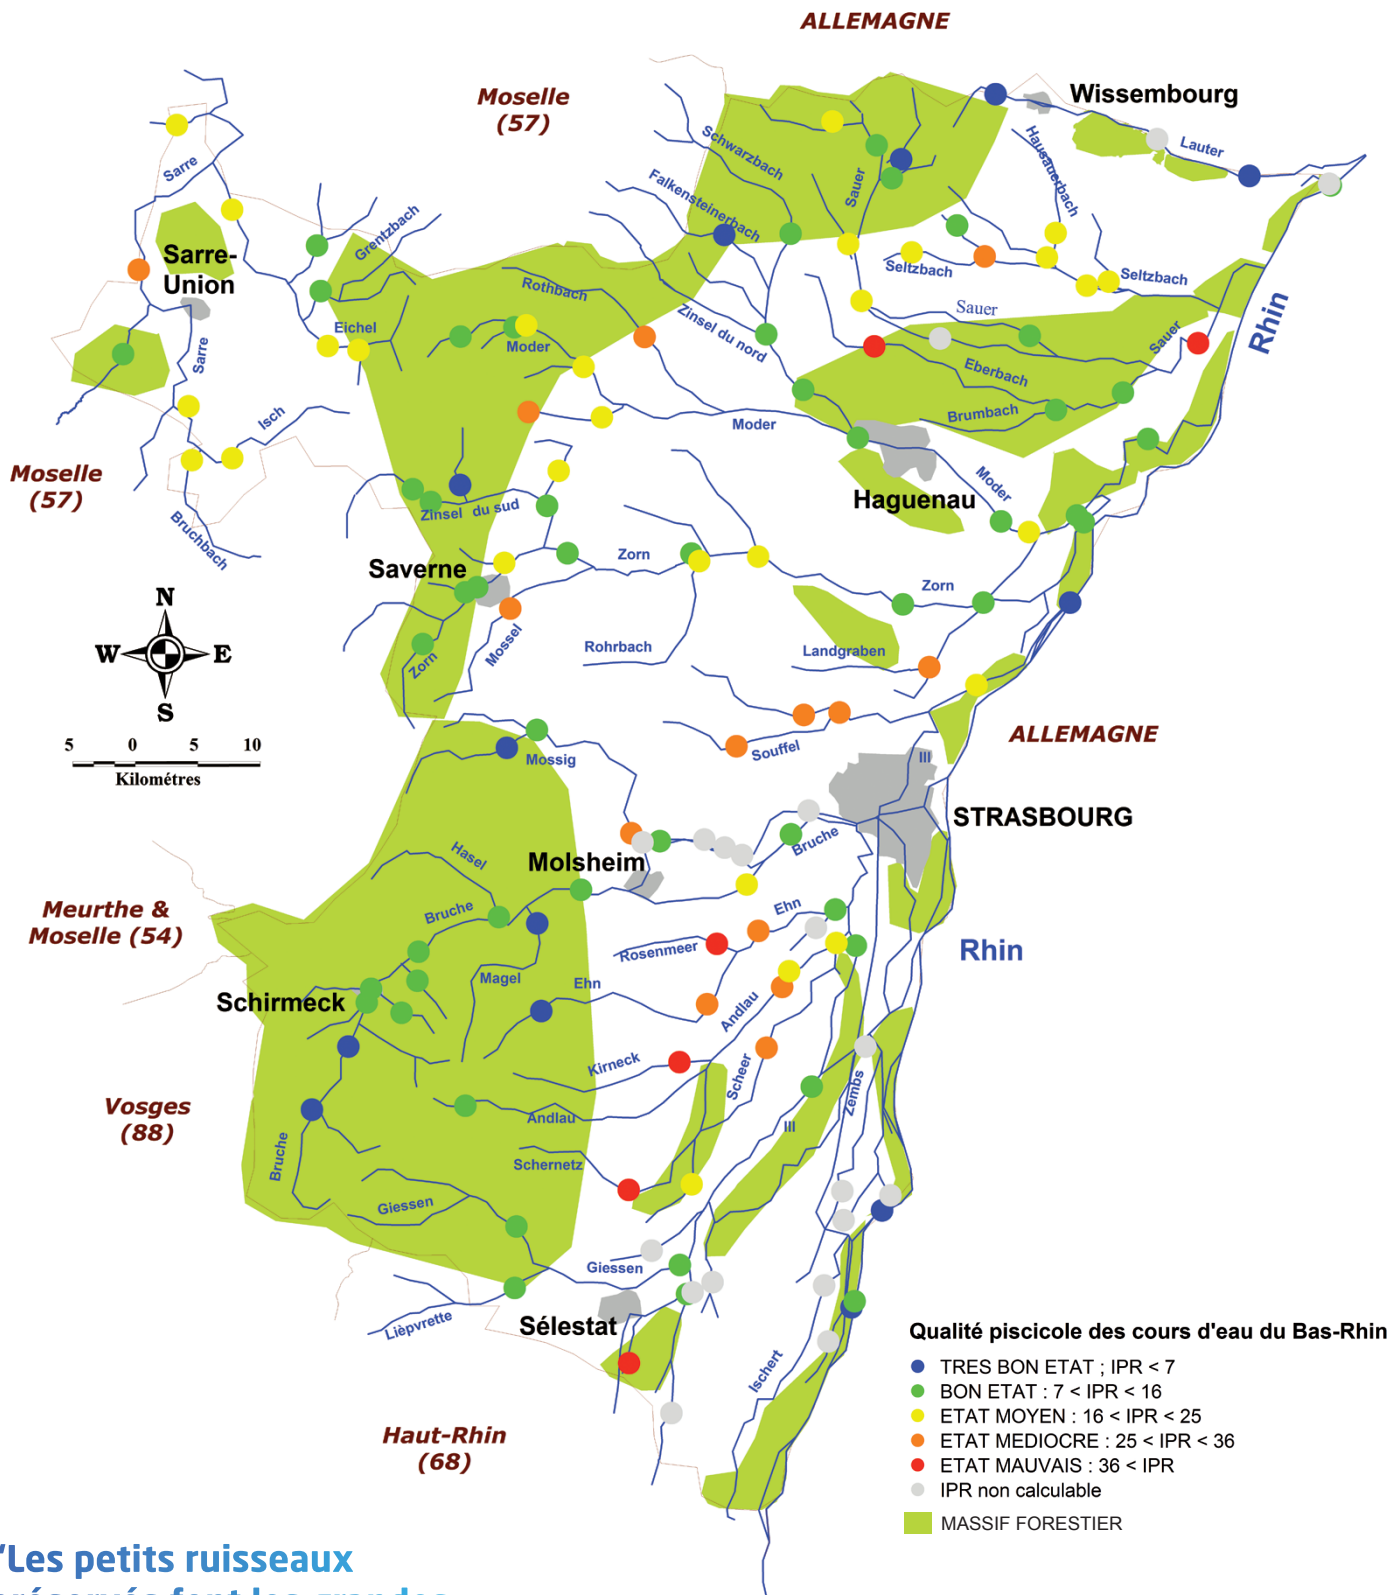 ALLEMAGNE
Moselle
(57)
Wissembourg
Lauter
Hausauerbach
Schwarzbach
Falkensteinerbach
Sauer
Sarre
Grentzbach
Sarre-
Union
Seltzbach
Seltzbach
Rothbach
Zinsel du nord
Sauer
Sauer
Rhin
Eichel
Moder
Sarre
Eberbach
Brumbach
Isch
Moder
Moselle
(57)
Moder
Haguenau
Zinsel du sud
Bruchbach
Saverne
Zorn
Zorn
N
W
E
S
Mossel
Rohrbach
Landgraben
Zorn
5 0 5 10
Kilométres
Souffel
ALLEMAGNE
Mossig
Ill
STRASBOURG
Bruche
Hasel
Molsheim
Meurthe &
Moselle (54)
Bruche
Ehn
Rosenmeer
Rhin
Magel
Ehn
Schirmeck
Andlau
Kirneck
Scheer
Zembs
Vosges
(88)
Andlau
Ill
Bruche
Schernetz
Giessen
Giessen
Lièpvrette
Sélestat
Ischert
Haut-Rhin
(68)
Qualité piscicole des cours d'eau du Bas-Rhin
TRES BON ETAT ; IPR < 7
BON ETAT : 7 < IPR < 16
ETAT MOYEN : 16 < IPR < 25
ETAT MEDIOCRE : 25 < IPR < 36
ETAT MAUVAIS : 36 < IPR
IPR non calculable
MASSIF FORESTIER
"Les petits ruisseaux
préservés font les grandes